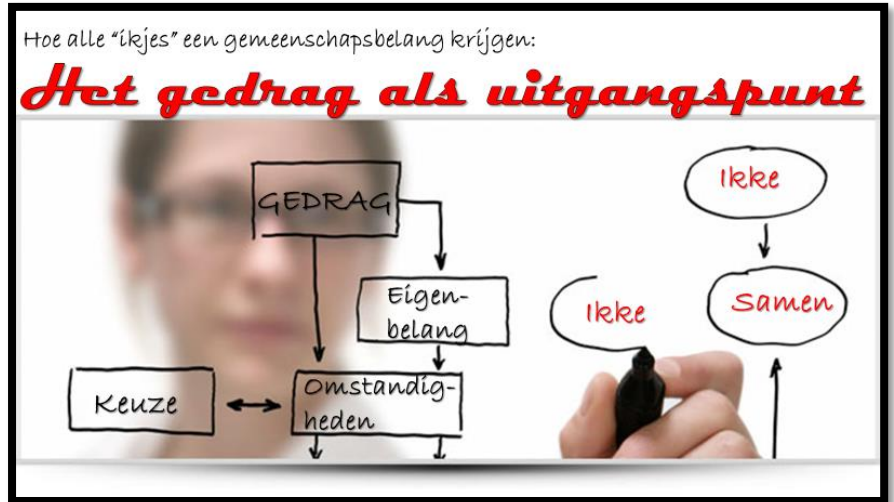 Hoe alle “ikjes” een gemeenschapsbelang krijgen:
Het gedrag als uitgangspunt
GEDRAG
Ikke
Eigen-
belang
Ikke
Samen
Keuze
Omstandig-
heden